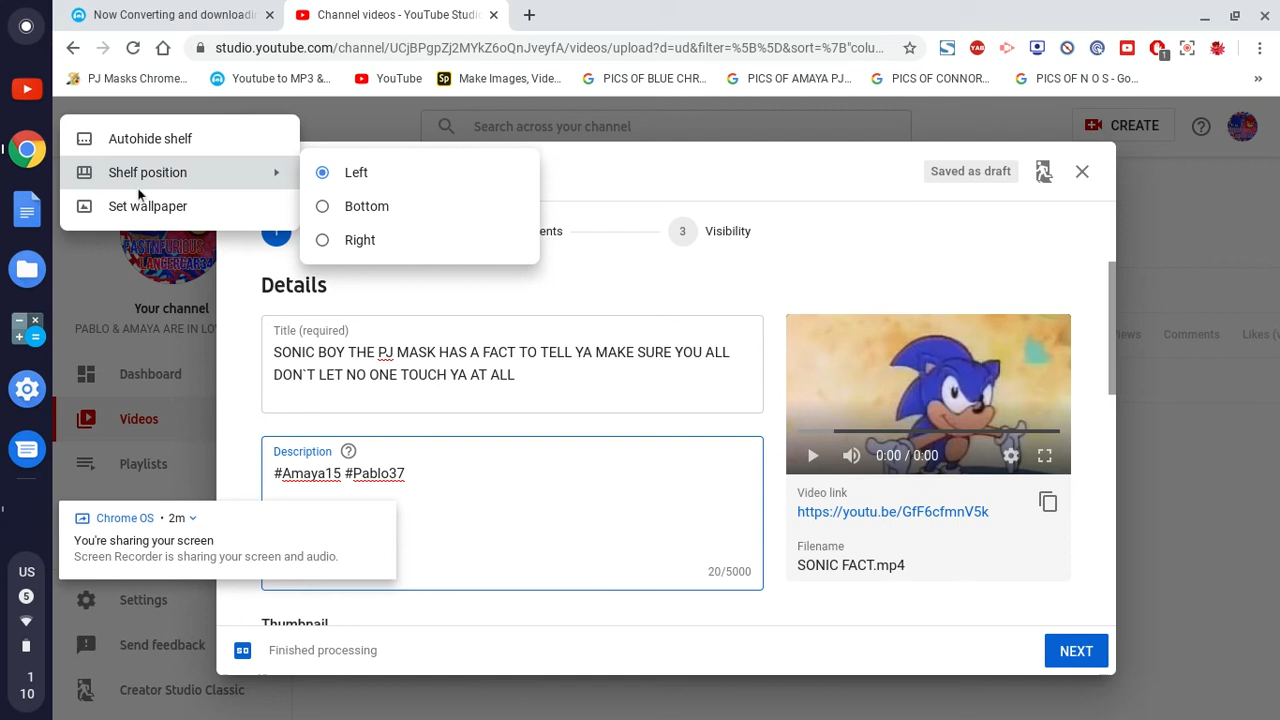 Now Converting and downloadin
Channel videos - YouTube Studi
studio.youtube.com/channel/UCjBPgpZj2MYkZ6oQnJveyfA/videos/upload?d=ud&filter=%5B%5D&sort=%7B"colu...
PJ Masks Chrome...
Youtube to MP3 &...
YouTube
Make Images, Vide...
PICS OF BLUE CHR...
PICS OF AMAYA PJ...
PICS OF CONNOR...
PICS OF N O S - Go...
Search across your channel
CREATE
Autohide shelf
Shelf position
Set wallpaper
Left
Bottom
Right
Saved as draft
ents
3
Visibility
FASTNFURIOUS
LANCERCAR34
Your channel
PABLO & AMAYA ARE IN LO
Dashboard
Videos
Playlists
Settings
Send feedback
Creator Studio Classic
Details
Title (required)
SONIC BOY THE PJ MASK HAS A FACT TO TELL YA MAKE SURE YOU ALL
DON`T LET NO ONE TOUCH YA AT ALL
Description
#Amaya15 #Pablo37
20/5000
Thumbnail
0:00 / 0:00
Video link
https://youtu.be/GfF6cfmnV5k
Filename
SONIC FACT.mp4
Views
Comments
Likes (v
Chrome OS • 2m
You're sharing your screen
Screen Recorder is sharing your screen and audio.
SD
Finished processing
NEXT
US
5
1
10